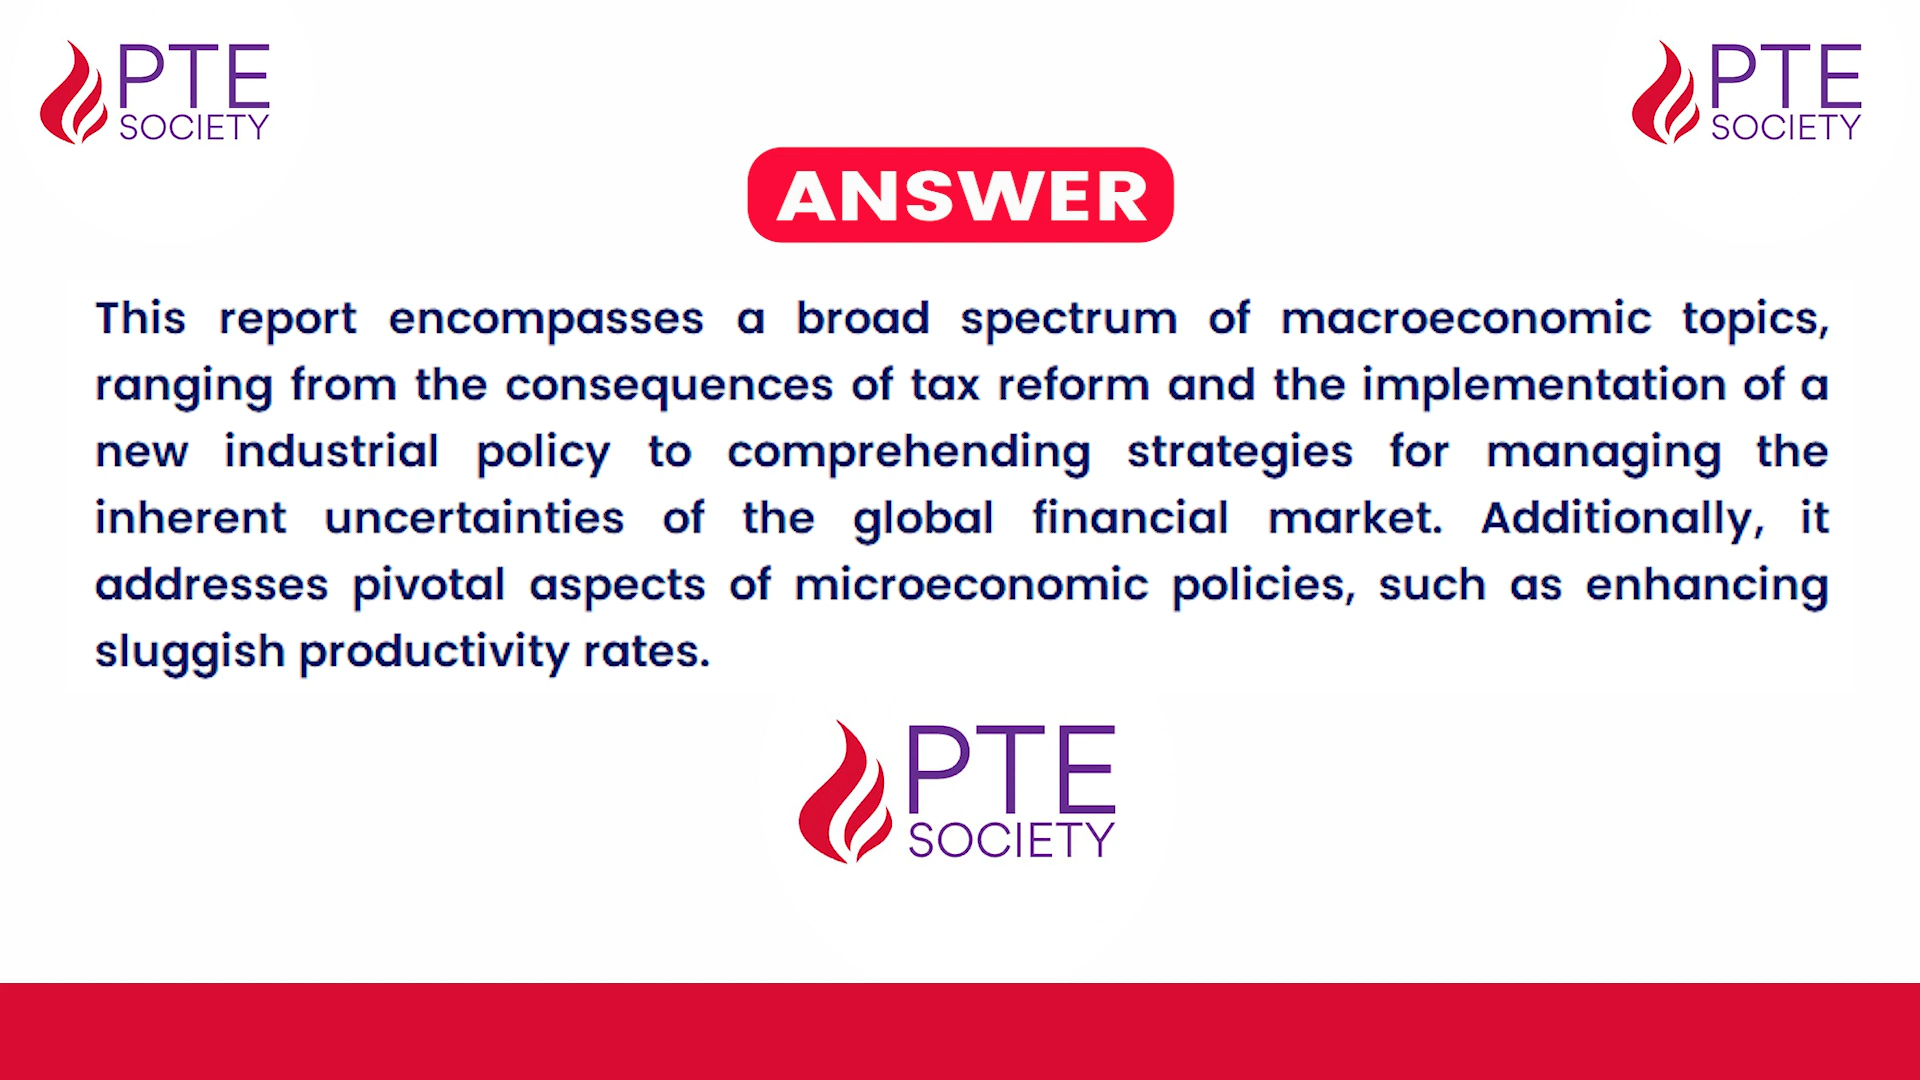 PTE
SOCIETY
PTE
SOCIETY
ANSWER
This report encompasses a broad spectrum of macroeconomic topics,
ranging from the consequences of tax reform and the implementation of a
new industrial policy to comprehending strategies for managing the
inherent uncertainties of the global financial market. Additionally, it
addresses pivotal aspects of microeconomic policies, such as enhancing
sluggish productivity rates.
PTE
SOCIETY